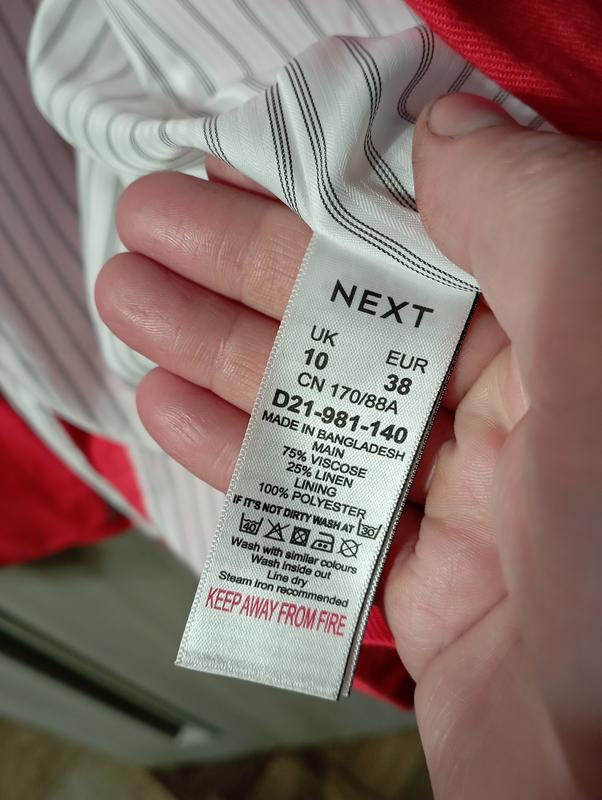 NEXT
UK EUR
10 38
CN 170/88A
D21-981-140
MADE IN BANGLADESH
MAIN
75% VISCOSE
25% LINEN
LINING
100% POLYESTER
IF IT'S NOT DIRTY WASH AT 30
40
Wash with similar colours
Wash inside out
Line dry
Steam Iron recommended
KEEP AWAY FROM FIRE